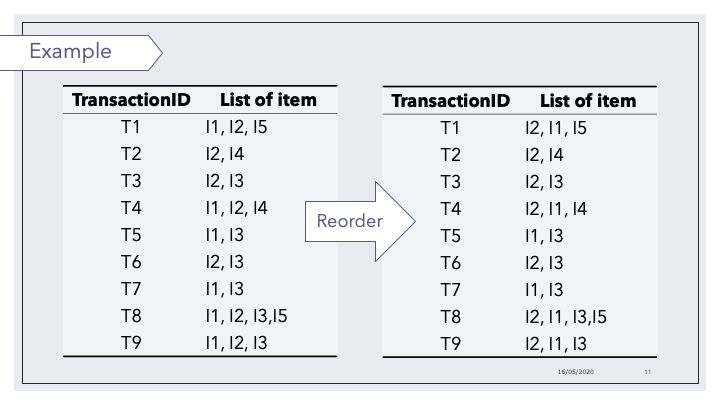 Example
TransactionID List of item
T1 I1, I2, I5
T2 I2, I4
T3 I2, I3
T4 I1, I2, I4
T5 I1, I3
T6 I2, I3
T7 I1, I3
T8 I1, I2, I3,I5
T9 I1, I2, I3
Reorder
TransactionID List of item
T1 I2, I1, I5
T2 I2, I4
T3 I2, I3
T4 I2, I1, I4
T5 I1, I3
T6 I2, I3
T7 I1, I3
T8 I2, I1, I3,I5
T9 I2, I1, I3
16/05/2020 11